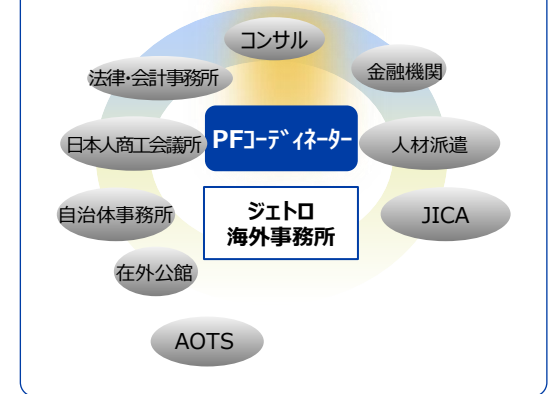 コンサル
金融機関
法律・会計事務所
PFｺｰﾃﾞｨﾈｰﾀｰ
日本人商工会議所
人材派遣
ジェトロ
海外事務所
自治体事務所
JICA
在外公館
AOTS